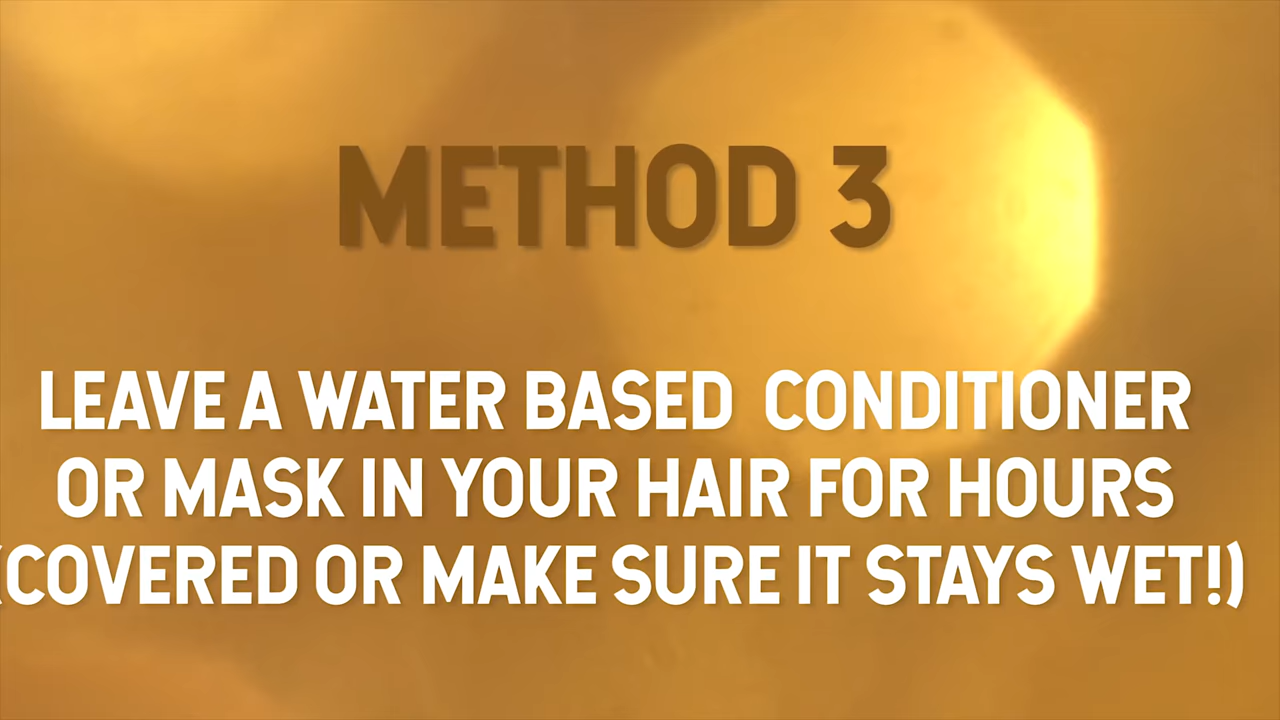 METHOD 3
LEAVE A WATER BASED CONDITIONER
OR MASK IN YOUR HAIR FOR HOURS
(COVERED OR MAKE SURE IT STAYS WET!)